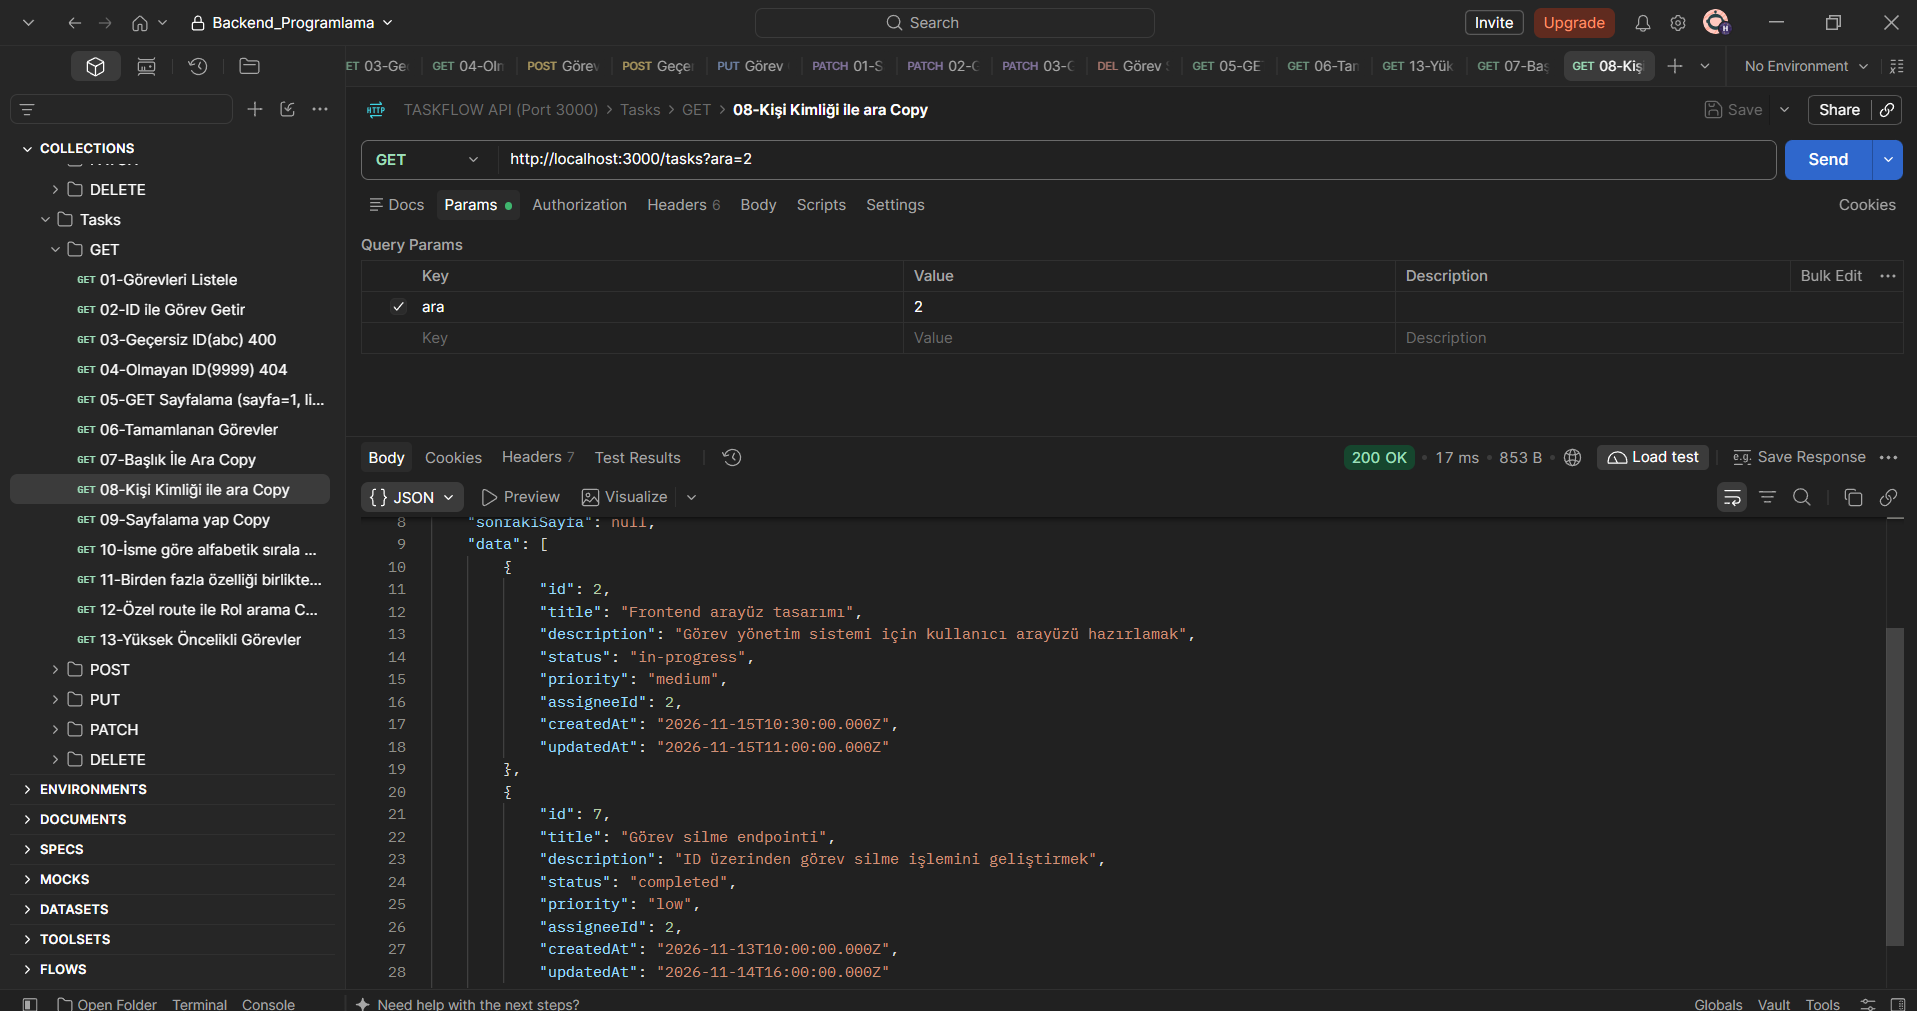 Backend_Programlama
Search
Invite
Upgrade
GET 04-Olm
POST Görev
POST Geçe
PUT Görev
PATCH 01-S
PATCH 02-G
PATCH 03-G
DEL Görev S
GET 05-GE
GET 06-Tam
GET 13-Yük
GET 07-Baş
GET 08-Kişi
No Environment
TASKFLOW API (Port 3000) > Tasks > GET > 08-Kişi Kimliği ile ara Copy
Save
Share
COLLECTIONS
DELETE
Tasks
GET
GET 01-Görevleri Listele
GET 02-ID ile Görev Getir
GET 03-Geçersiz ID(abc) 400
GET 04-Olmayan ID(9999) 404
GET 05-GET Sayfalama (sayfa=1, li...
GET 06-Tamamlanan Görevler
GET 07-Başlık İle Ara Copy
GET 08-Kişi Kimliği ile ara Copy
GET 09-Sayfalama yap Copy
GET 10-İsme göre alfabetik sırala ...
GET 11-Birden fazla özelliği birlikte...
GET 12-Özel route ile Rol arama C...
GET 13-Yüksek Öncelikli Görevler
POST
PUT
PATCH
DELETE
ENVIRONMENTS
DOCUMENTS
SPECS
MOCKS
DATASETS
TOOLSETS
FLOWS
GET http://localhost:3000/tasks?ara=2
Send
Docs Params Authorization Headers 6 Body Scripts Settings
Cookies
Query Params
Key Value Description Bulk Edit
ara 2
Key Value Description
Body Cookies Headers 7 Test Results
200 OK • 17 ms • 853 B
Load test
e.g. Save Response
{} JSON Preview Visualize
8 "sonrakiSayfa": null,
9 "data": [
10 {
11 "id": 2,
12 "title": "Frontend arayüz tasarımı",
13 "description": "Görev yönetim sistemi için kullanıcı arayüzü hazırlamak",
14 "status": "in-progress",
15 "priority": "medium",
16 "assigneeId": 2,
17 "createdAt": "2026-11-15T10:30:00.000Z",
18 "updatedAt": "2026-11-15T11:00:00.000Z"
19 },
20 {
21 "id": 7,
22 "title": "Görev silme endpointi",
23 "description": "ID üzerinden görev silme işlemini geliştirmek",
24 "status": "completed",
25 "priority": "low",
26 "assigneeId": 2,
27 "createdAt": "2026-11-13T10:00:00.000Z",
28 "updatedAt": "2026-11-14T16:00:00.000Z"
Open Folder Terminal Console
Need help with the next steps?
Globals Vault Tools